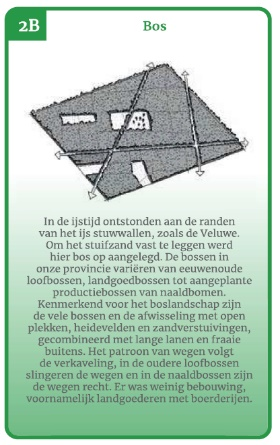 2B
Bos
In de ijstijd ontstonden aan de randen
van het ijs stuwwallen, zoals de Veluwe.
Om het stuifzand vast te leggen werd
hier bos op aangelegd. De bossen in
onze provincie variëren van eeuwenoude
loofbossen, landgoedbossen tot aangeplante
productiebossen van naaldbomen.
Kenmerkend voor het boslandschap zijn
de vele bossen en de afwisseling met open
plekken, heidevelden en zandverstuivingen,
gecombineerd met lange lanen en fraaie
buitens. Het patroon van wegen volgt
de verkaveling, in de oudere loofbossen
slingeren de wegen en in de naaldbossen zijn
de wegen recht. Er was weinig bebouwing,
voornamelijk landgoederen met boerderijen.